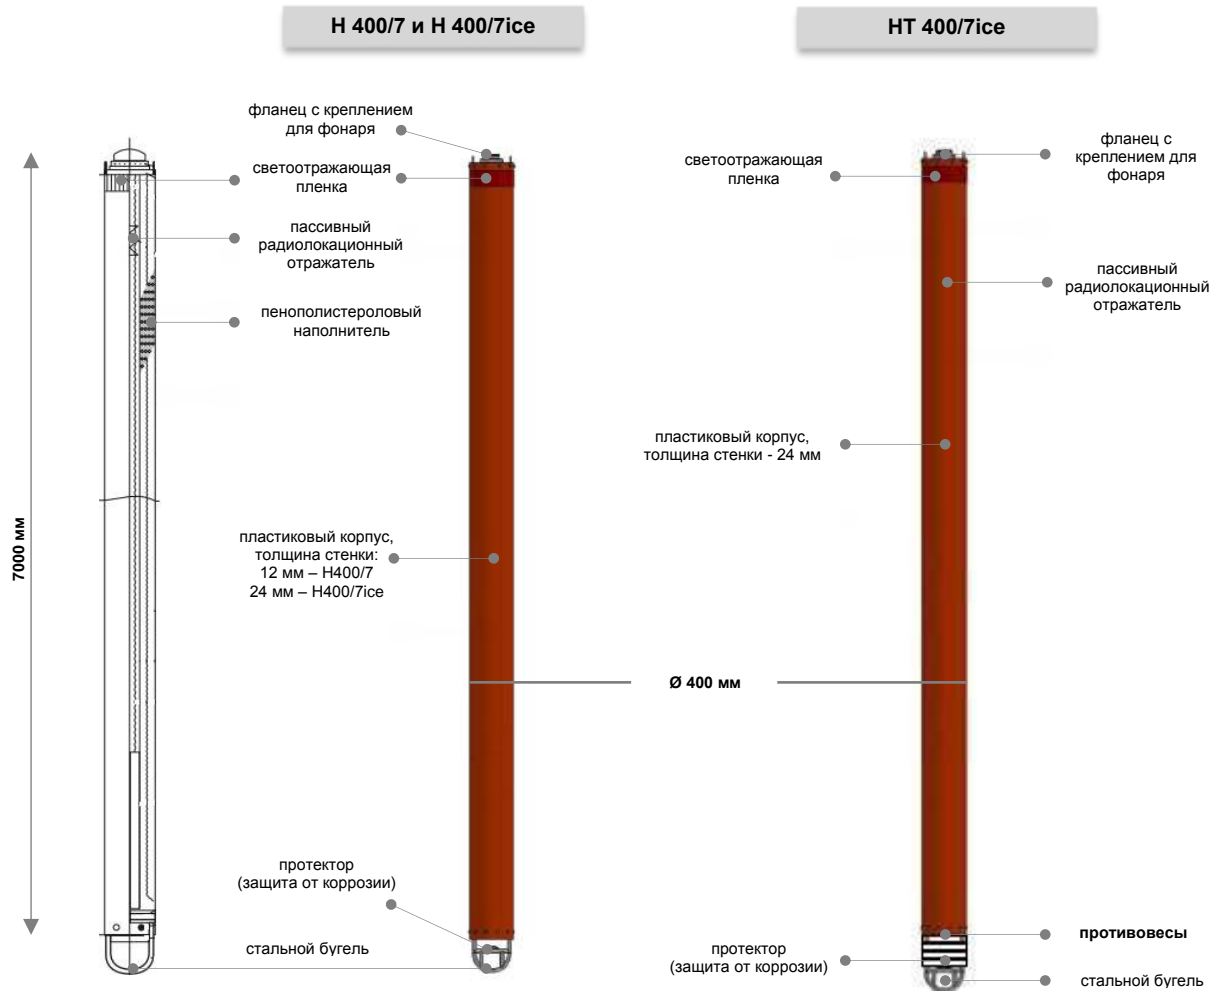 Н 400/7 и Н 400/7ice
НТ 400/7ice
фланец с креплением
для фонаря
светоотражающая
пленка
пассивный
радиолокационный
отражатель
пенополистероловый
наполнитель
7000 мм
пластиковый корпус,
толщина стенки:
12 мм – Н400/7
24 мм – Н400/7ice
протектор
(защита от коррозии)
стальной бугель
Ø 400 мм
светоотражающая
пленка
фланец с
креплением для
фонаря
пассивный
радиолокационный
отражатель
пластиковый корпус,
толщина стенки - 24 мм
противовесы
протектор
(защита от коррозии)
стальной бугель